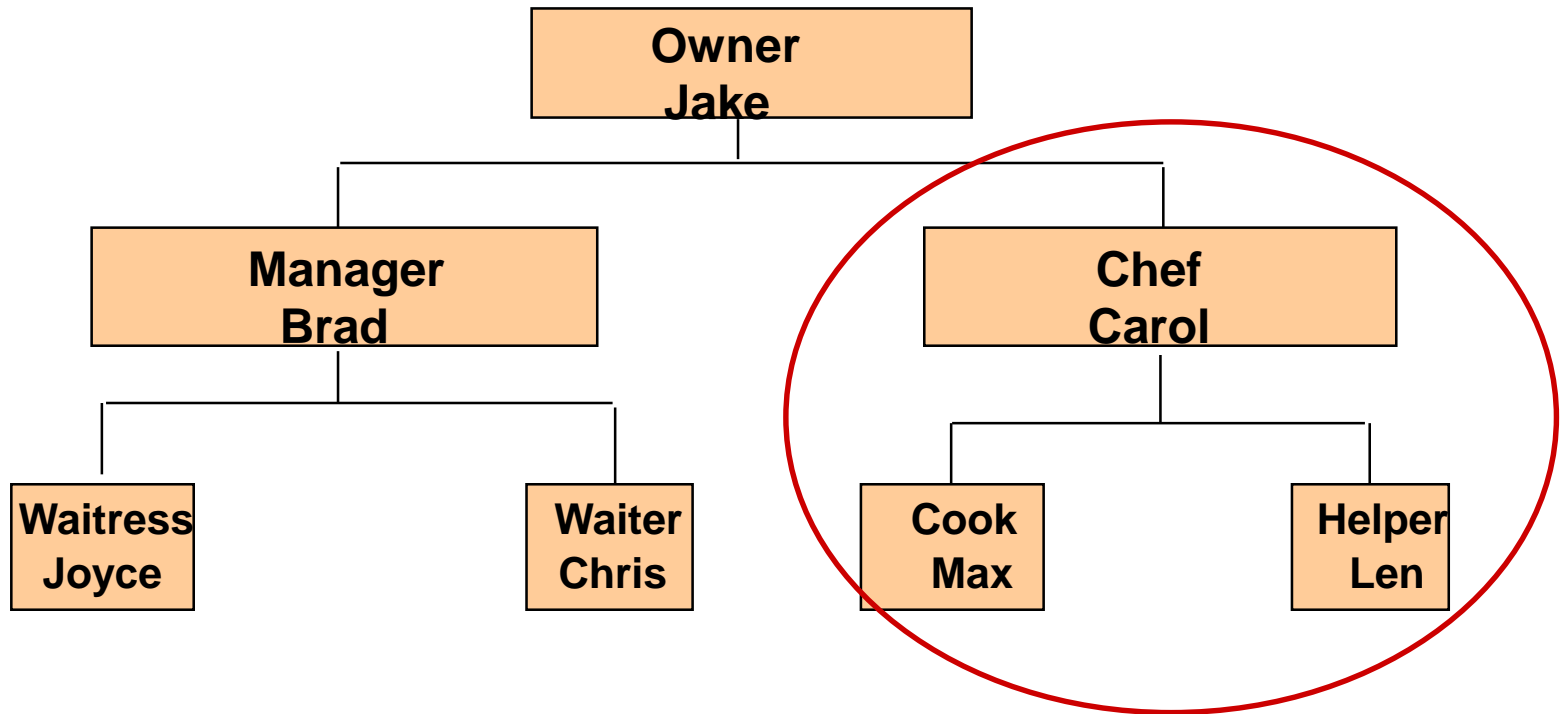 Owner
Jake
Manager
Brad
Chef
Carol
Waitress
Joyce
Waiter
Chris
Cook
Max
Helper
Len